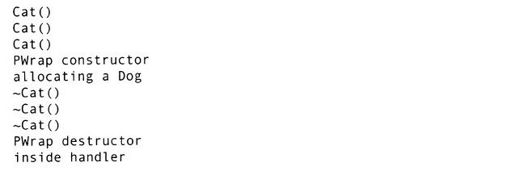 Cat()
Cat()
Cat()
PWrap constructor
allocating a Dog
~Cat()
~Cat()
~Cat()
PWrap destructor
inside handler